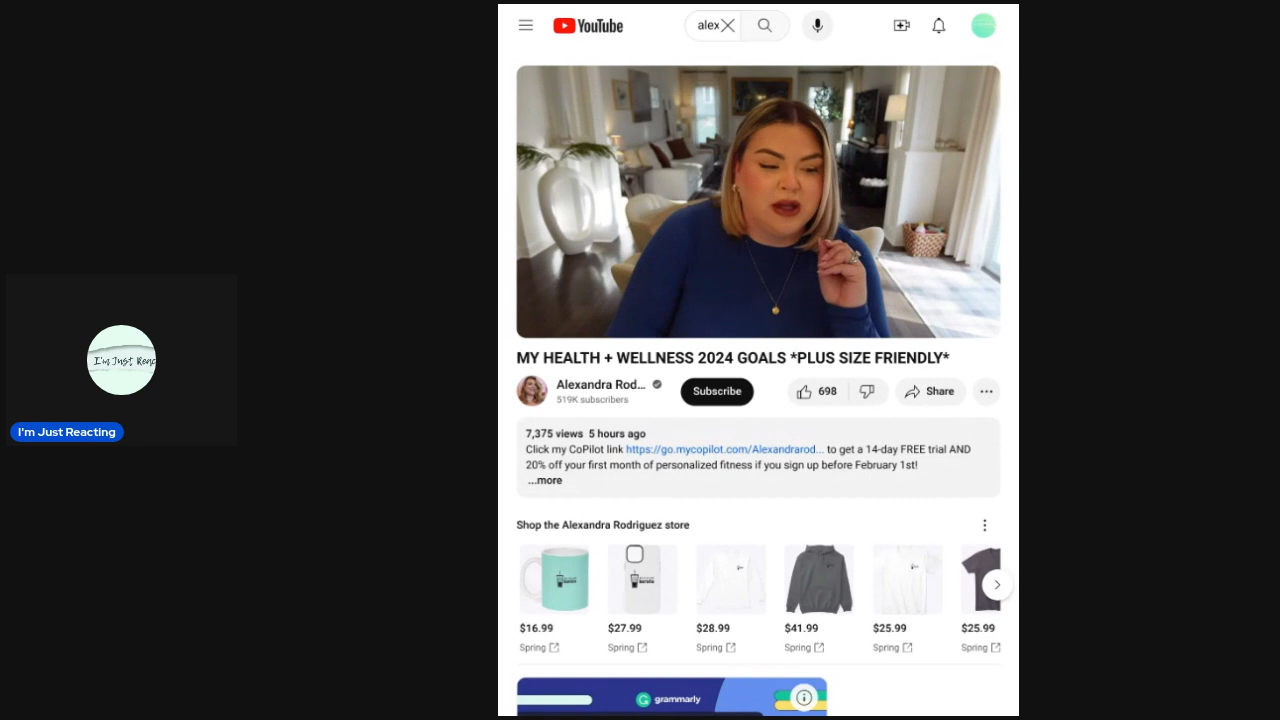 YouTube
alex
MY HEALTH + WELLNESS 2024 GOALS *PLUS SIZE FRIENDLY*
Alexandra Rod...
519K subscribers
Subscribe
698
Share
7,375 views 5 hours ago
Click my CoPilot link https://go.mycopilot.com/Alexandrarod... to get a 14-day FREE trial AND
20% off your first month of personalized fitness if you sign up before February 1st!
...more
I'm Just Reac
I'm Just Reacting
Shop the Alexandra Rodriguez store
$16.99 $27.99 $28.99 $41.99 $25.99 $25.99
Spring Spring Spring Spring Spring Spring
grammarly